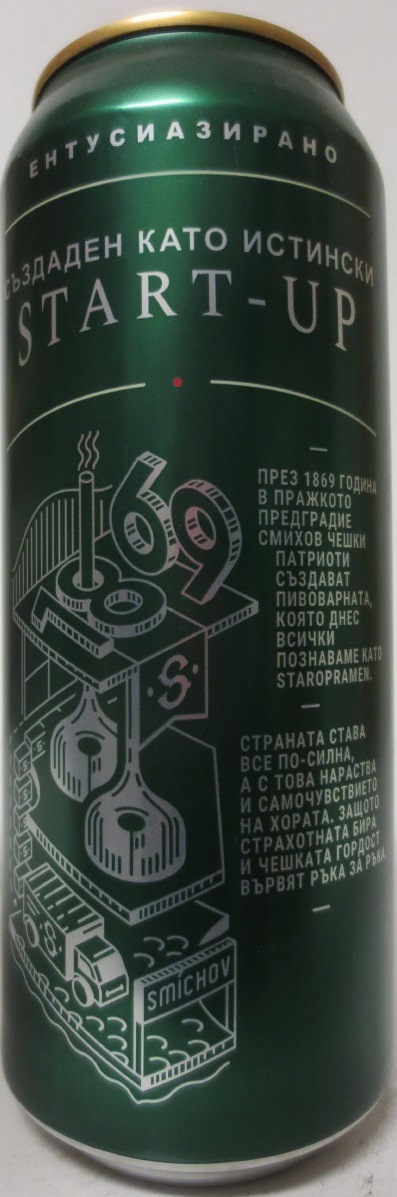 ЕНТУСИАЗИРАНО
СЪЗДАДЕН КАТО ИСТИНСКИ
START-UP
1869
ПРЕЗ 1869 ГОДИНА
В ПРАЖКОТО
ПРЕДГРАДИЕ
СМИХОВ ЧЕШКИ
ПАТРИОТИ
СЪЗДАВАТ
ПИВОВАРНАТА,
КОЯТО ДНЕС
ВСИЧКИ
ПОЗНАВАМЕ КАТО
STAROPRAMEN.
S
СТРАНАТА СТАВА
ВСЕ ПО-СИЛНА,
А С ТОВА НАРАСТВА
И САМОЧУВСТВИЕТО
НА ХОРАТА. ЗАЩОТО
СТРАХОТНАТА БИРА
И ЧЕШКАТА ГОРДОСТ
ВЪРВЯТ РЪКА ЗА РЪКА.
S
SMICHOV